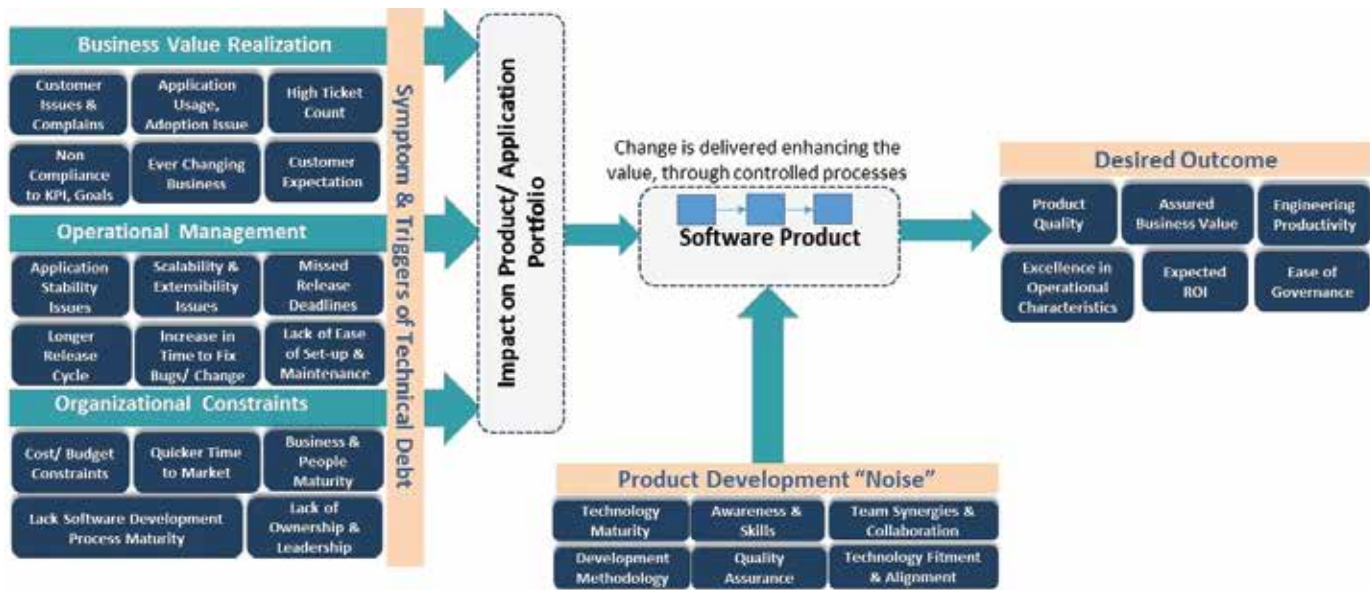 Business Value Realization
Customer
Issues &
Complains
Application
Usage,
Adoption Issue
High Ticket
Count
Non
Compliance
to KPI, Goals
Ever Changing
Business
Customer
Expectation
Operational Management
Application
Stability
Issues
Scalability &
Extensibility
Issues
Missed
Release
Deadlines
Longer
Release
Cycle
Increase in
Time to Fix
Bugs/ Change
Lack of Ease
of Set-up &
Maintenance
Organizational Constraints
Cost/ Budget
Constraints
Quicker Time
to Market
Business &
People
Maturity
Lack Software Development
Process Maturity
Lack of
Ownership &
Leadership
Symptom & Triggers of Technical Debt
Impact on Product/ Application
Portfolio
Change is delivered enhancing the
value, through controlled processes
Software Product
Desired Outcome
Product
Quality
Assured
Business Value
Engineering
Productivity
Excellence in
Operational
Characteristics
Expected
ROI
Ease of
Governance
Product Development “Noise”
Technology
Maturity
Awareness &
Skills
Team Synergies &
Collaboration
Development
Methodology
Quality
Assurance
Technology Fitment
& Alignment